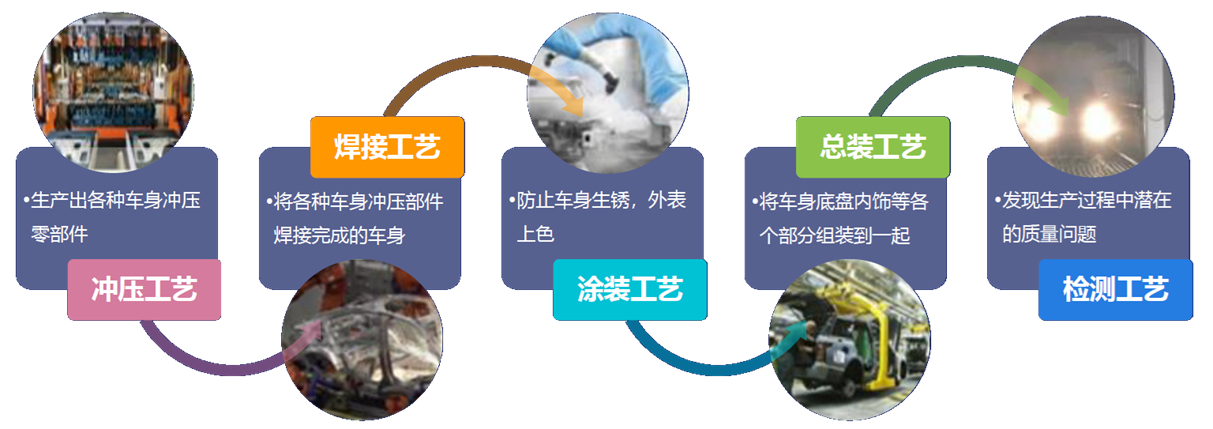 •生产出各种车身冲压
零部件
冲压工艺
焊接工艺
•将各种车身冲压部件
焊接完成的车身
•防止车身生锈，外表
上色
涂装工艺
总装工艺
•将车身底盘内饰等各
个部分组装到一起
•发现生产过程中潜在
的质量问题
检测工艺